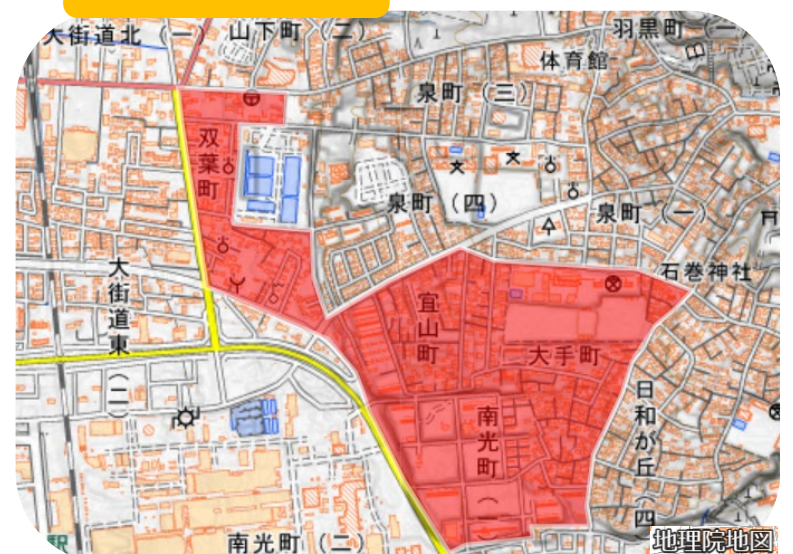 大街道北（一）
山下町（二）
羽黒町（一
体育館
泉町（三）
双葉町
泉町（四）
泉町（一）
石巻神社
大街道東（二）
宜山町
大手町
日和が丘（四
南光町（一）
南光町（二）
駅
地理院地図